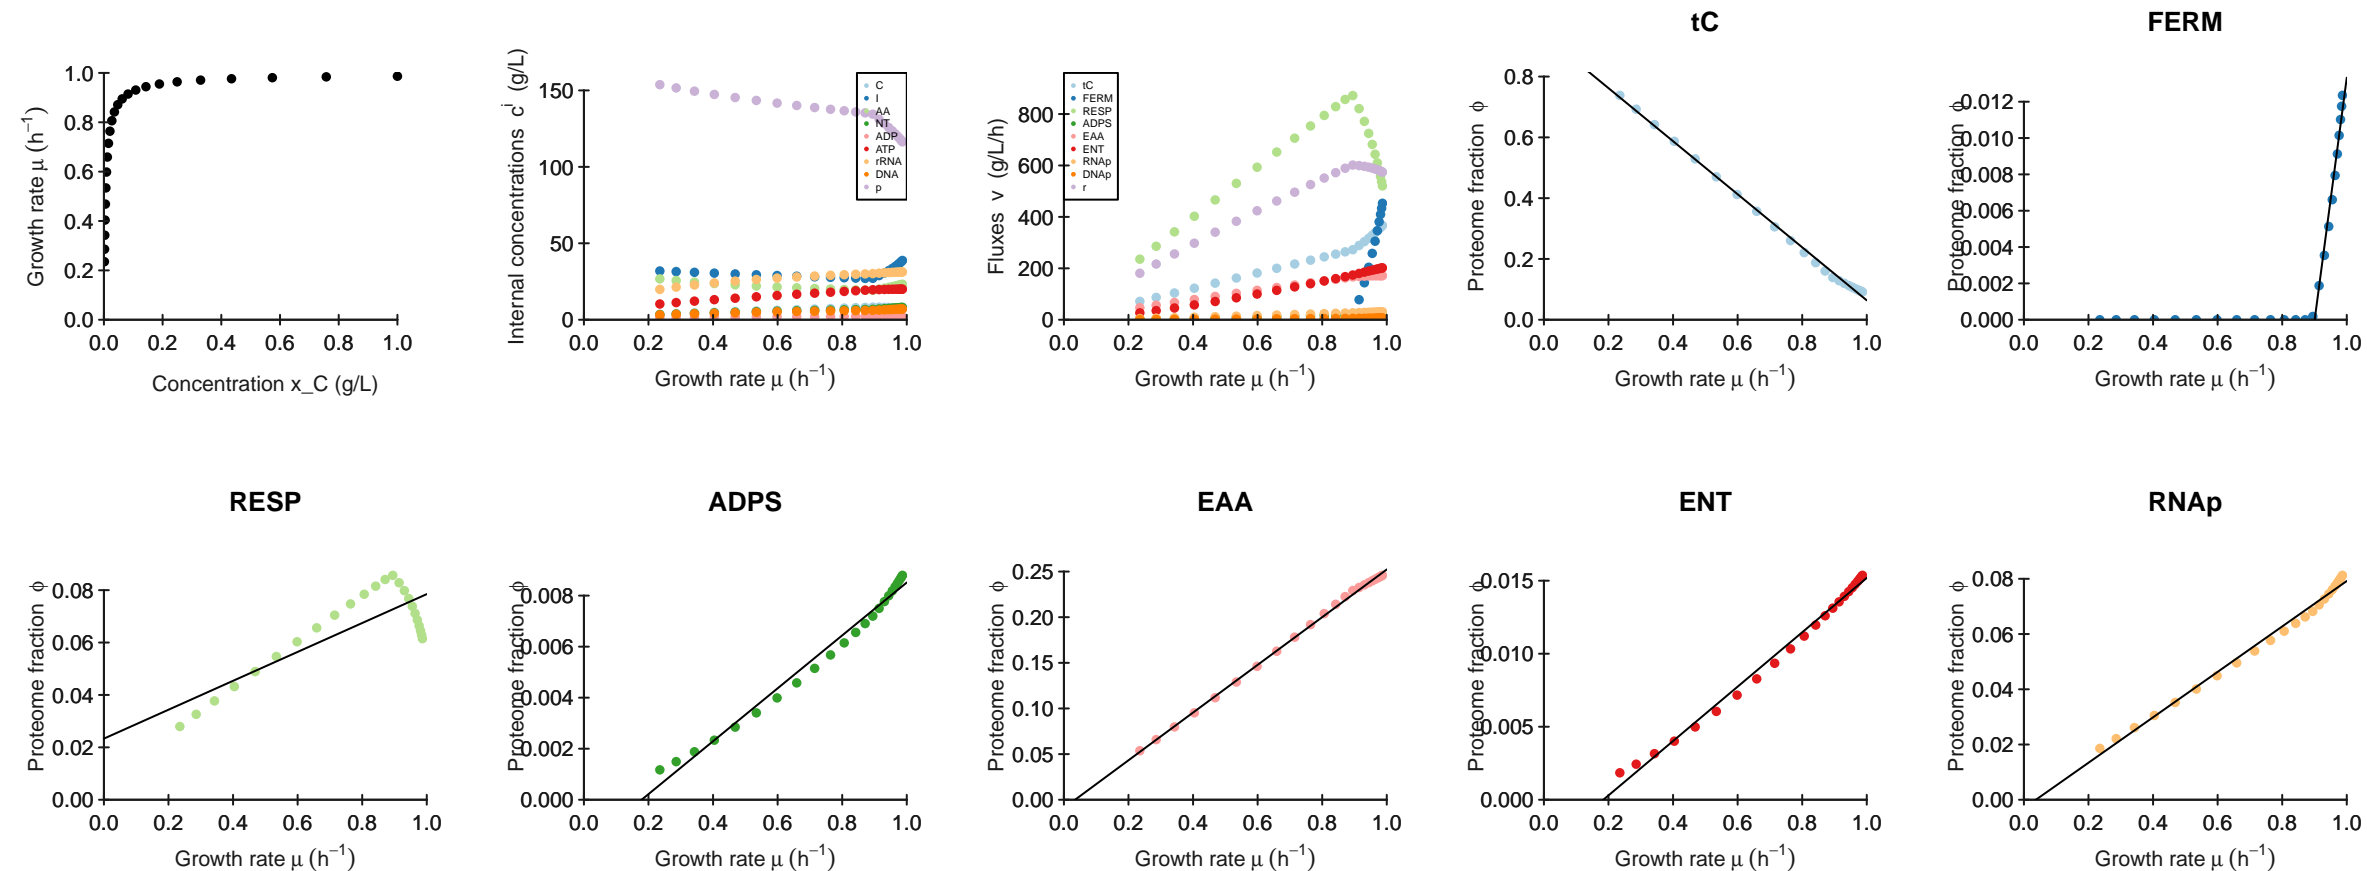 tC
FERM
Growth rate μ (h⁻¹)
1.0
0.8
0.6
0.4
0.2
0.0
0.0 0.2 0.4 0.6 0.8 1.0
Concentration x_C (g/L)
Internal concentrations cⁱ (g/L)
150
100
50
0
C
I
AA
NT
ADP
ATP
rRNA
DNA
p
0.0 0.2 0.4 0.6 0.8 1.0
Growth rate μ (h⁻¹)
Fluxes v (g/L/h)
800
600
400
200
0
tC
FERM
RESP
ADPS
EAA
ENT
RNAp
DNAp
r
0.0 0.2 0.4 0.6 0.8 1.0
Growth rate μ (h⁻¹)
Proteome fraction ϕ
0.8
0.6
0.4
0.2
0.0
0.0 0.2 0.4 0.6 0.8 1.0
Growth rate μ (h⁻¹)
Proteome fraction ϕ
0.012
0.010
0.008
0.006
0.004
0.002
0.000
0.0 0.2 0.4 0.6 0.8 1.0
Growth rate μ (h⁻¹)
RESP
Proteome fraction ϕ
0.08
0.06
0.04
0.02
0.00
0.0 0.2 0.4 0.6 0.8 1.0
Growth rate μ (h⁻¹)
ADPS
Proteome fraction ϕ
0.008
0.006
0.004
0.002
0.000
0.0 0.2 0.4 0.6 0.8 1.0
Growth rate μ (h⁻¹)
EAA
Proteome fraction ϕ
0.25
0.20
0.15
0.10
0.05
0.00
0.0 0.2 0.4 0.6 0.8 1.0
Growth rate μ (h⁻¹)
ENT
Proteome fraction ϕ
0.015
0.010
0.005
0.000
0.0 0.2 0.4 0.6 0.8 1.0
Growth rate μ (h⁻¹)
RNAp
Proteome fraction ϕ
0.08
0.06
0.04
0.02
0.00
0.0 0.2 0.4 0.6 0.8 1.0
Growth rate μ (h⁻¹)